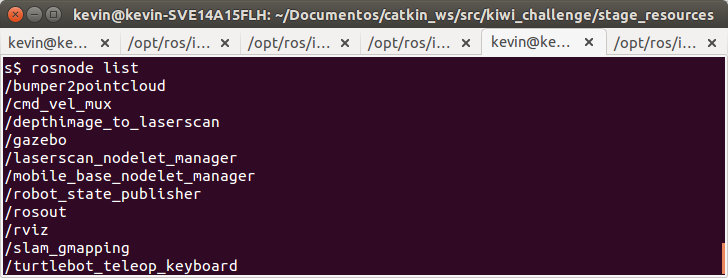 kevin@kevin-SVE14A15FLH: ~/Documentos/catkin_ws/src/kiwi_challenge/stage_resources
kevin@ke... × /opt/ros/i... × /opt/ros/i... × /opt/ros/i... × kevin@ke... × /opt/ros/i... ×
s$ rosnode list
/bumper2pointcloud
/cmd_vel_mux
/depthimage_to_laserscan
/gazebo
/laserscan_nodelet_manager
/mobile_base_nodelet_manager
/robot_state_publisher
/rosout
/rviz
/slam_gmapping
/turtlebot_teleop_keyboard